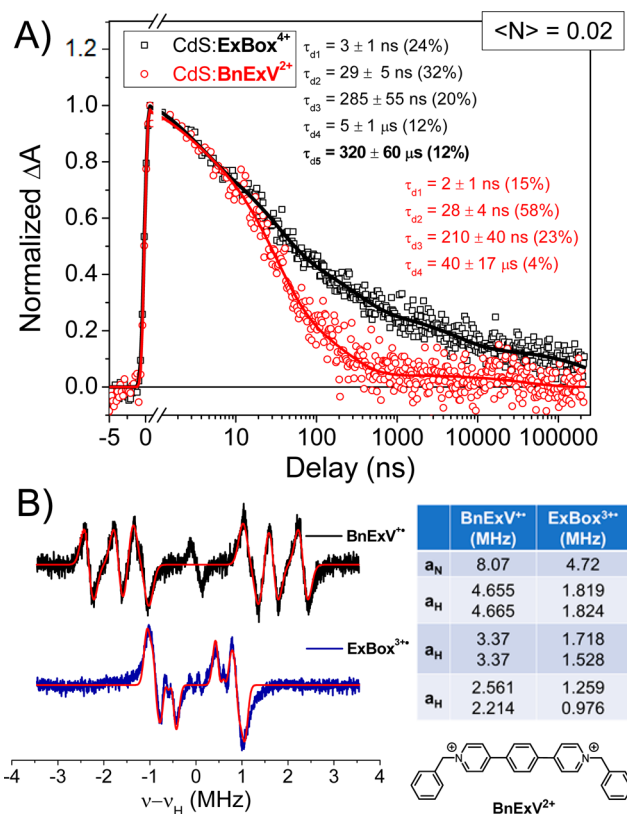 A)
<N> = 0.02
CdS:ExBox⁴⁺
CdS:BnExV²⁺
τd1 = 3 ± 1 ns (24%)
τd2 = 29 ± 5 ns (32%)
τd3 = 285 ± 55 ns (20%)
τd4 = 5 ± 1 μs (12%)
τd5 = 320 ± 60 μs (12%)
τd1 = 2 ± 1 ns (15%)
τd2 = 28 ± 4 ns (58%)
τd3 = 210 ± 40 ns (23%)
τd4 = 40 ± 17 μs (4%)
Normalized ΔA
1.2
1.0
0.8
0.6
0.4
0.2
0.0
-5 0 10 100 1000 10000 100000
Delay (ns)
B)
BnExV⁺•
ExBox³⁺•
-4 -3 -2 -1 0 1 2 3 4
ν−νH (MHz)
BnExV⁺• (MHz) ExBox³⁺• (MHz)
aN 8.07 4.72
aH 4.655 1.819
4.665 1.824
aH 3.37 1.718
3.37 1.528
aH 2.561 1.259
2.214 0.976
⊕ ⊕
N N
BnExV²⁺